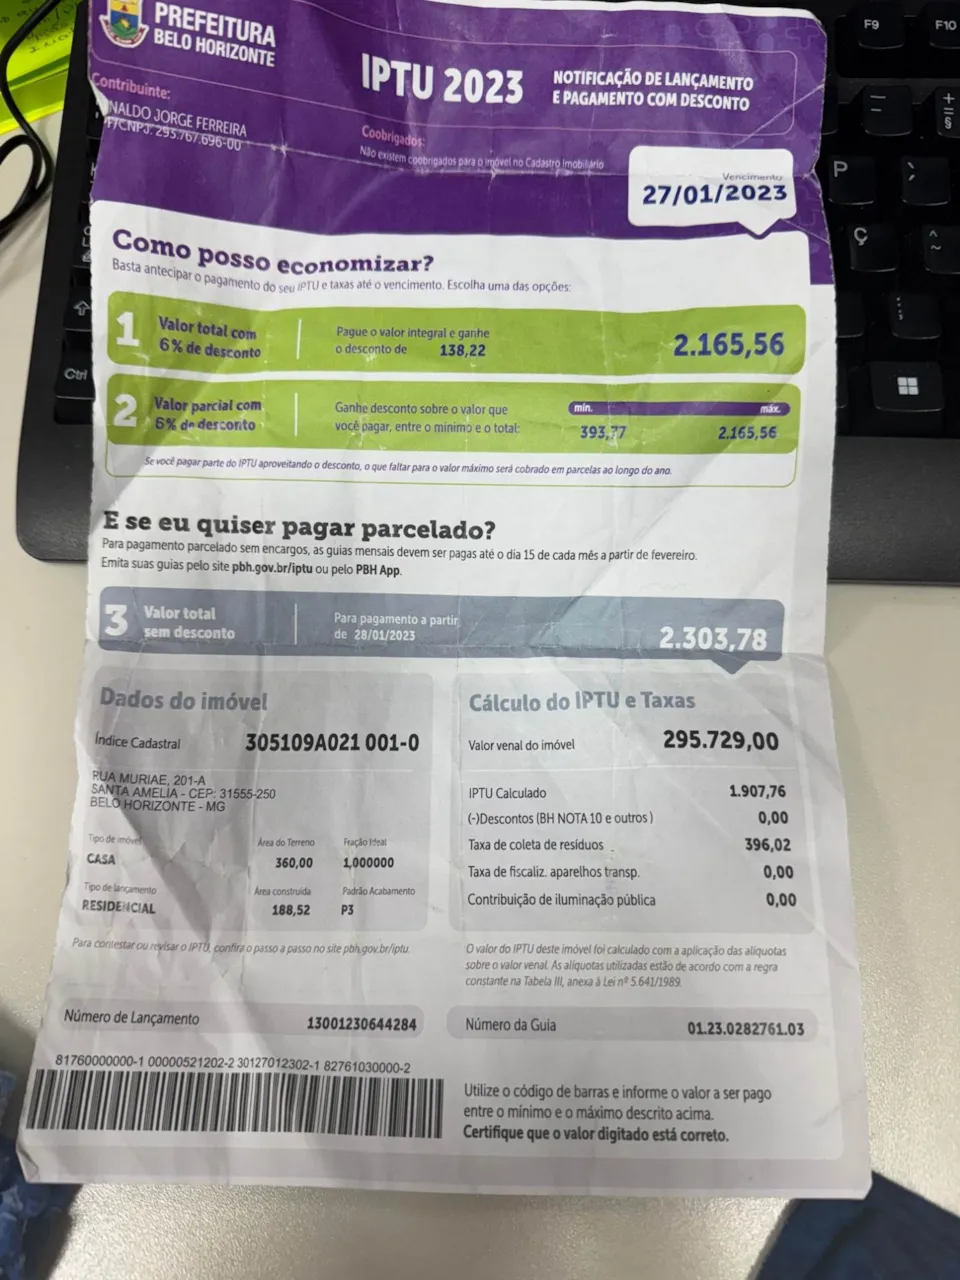 PREFEITURA
BELO HORIZONTE
IPTU 2023
NOTIFICAÇÃO DE LANÇAMENTO
E PAGAMENTO COM DESCONTO
Contribuinte:
NALDO JORGE FERREIRA
F/CNPJ: 293.767.696-00
Coobrigados:
Não existem coobrigados para o imóvel no Cadastro Imobiliário
Vencimento
27/01/2023
Como posso economizar?
Basta antecipar o pagamento do seu IPTU e taxas até o vencimento. Escolha uma das opções:
1 Valor total com
6% de desconto
Pague o valor integral e ganhe
o desconto de 138,22
2.165,56
2 Valor parcial com
6% de desconto
Ganhe desconto sobre o valor que
você pagar, entre o mínimo e o total:
mín. máx.
393,77 2.165,56
Se você pagar parte do IPTU aproveitando o desconto, o que faltar para o valor máximo será cobrado em parcelas ao longo do ano.
E se eu quiser pagar parcelado?
Para pagamento parcelado sem encargos, as guias mensais devem ser pagas até o dia 15 de cada mês a partir de fevereiro.
Emita suas guias pelo site pbh.gov.br/iptu ou pelo PBH App.
3 Valor total
sem desconto
Para pagamento a partir
de 28/01/2023
2.303,78
Dados do imóvel
Índice Cadastral 305109A021 001-0
RUA MURIAE, 201-A
SANTA AMELIA - CEP: 31555-250
BELO HORIZONTE - MG
Tipo de imóvel Área do Terreno Fração Ideal
CASA 360,00 1,000000
Tipo de lançamento Área construída Padrão Acabamento
RESIDENCIAL 188,52 P3
Para contestar ou revisar o IPTU, confira o passo a passo no site pbh.gov.br/iptu.
Cálculo do IPTU e Taxas
Valor venal do imóvel 295.729,00
IPTU Calculado 1.907,76
(-)Descontos (BH NOTA 10 e outros) 0,00
Taxa de coleta de resíduos 396,02
Taxa de fiscaliz. aparelhos transp. 0,00
Contribuição de iluminação pública 0,00
O valor do IPTU deste imóvel foi calculado com a aplicação das alíquotas
sobre o valor venal. As alíquotas utilizadas estão de acordo com a regra
constante na Tabela III, anexa à Lei nº 5.641/1989.
Número de Lançamento 13001230644284
Número da Guia 01.23.0282761.03
81760000000-1 00000521202-2 30127012302-1 82761030000-2
Utilize o código de barras e informe o valor a ser pago
entre o mínimo e o máximo descrito acima.
Certifique que o valor digitado está correto.
F9
F10
P
Ç
Ctrl